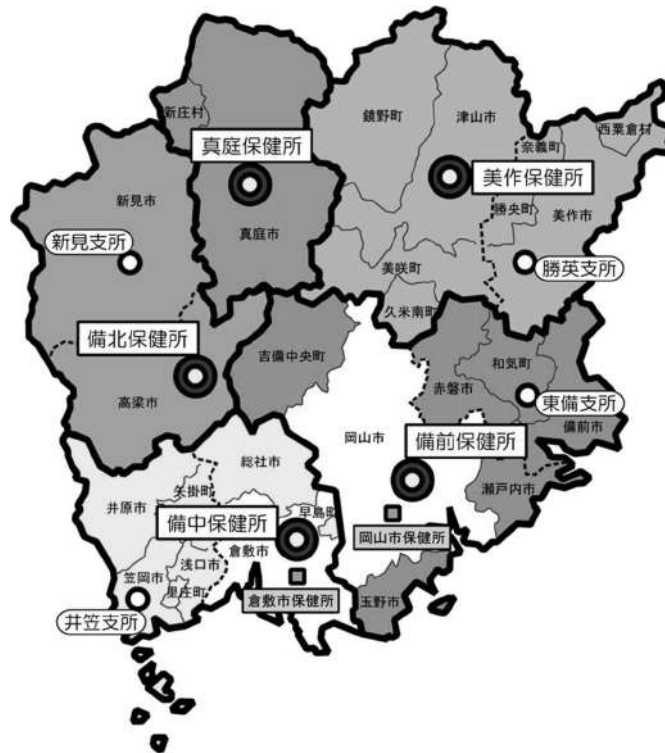 新庄村
鏡野町
津山市
西粟倉村
奈義町
真庭保健所
美作保健所
新見市
勝央町
美作市
新見支所
真庭市
美咲町
勝英支所
久米南町
備北保健所
吉備中央町
和気町
赤磐市
高梁市
東備支所
岡山市
備前市
備前保健所
総社市
矢掛町
井原市
瀬戸内市
早島町
備中保健所
岡山市保健所
倉敷市
浅口市
笠岡市
里庄町
倉敷市保健所
玉野市
井笠支所